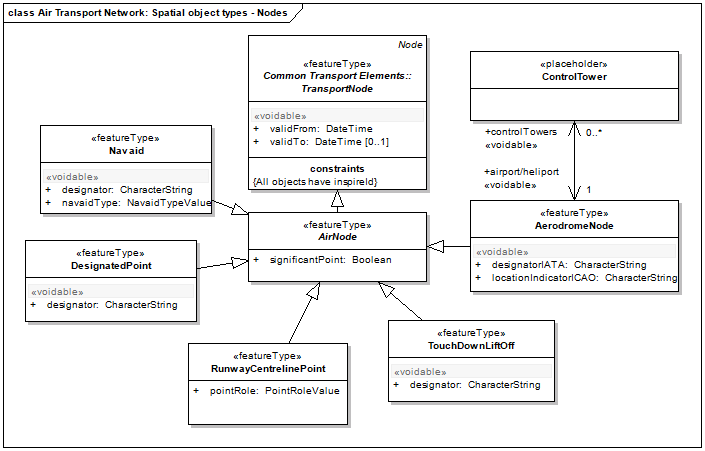 class Air Transport Network: Spatial object types - Nodes
Node
«featureType»
Common Transport Elements::
TransportNode
«voidable»
+ validFrom: DateTime
+ validTo: DateTime [0..1]
constraints
{All objects have inspireId}
«placeholder»
ControlTower
+controlTowers
«voidable»
0..*
+airport/heliport
«voidable»
1
«featureType»
Navaid
«voidable»
+ designator: CharacterString
+ navaidType: NavaidTypeValue
«featureType»
AirNode
+ significantPoint: Boolean
«featureType»
AerodromeNode
«voidable»
+ designatorIATA: CharacterString
+ locationIndicatorICAO: CharacterString
«featureType»
DesignatedPoint
«voidable»
+ designator: CharacterString
«featureType»
RunwayCentrelinePoint
+ pointRole: PointRoleValue
«featureType»
TouchDownLiftOff
«voidable»
+ designator: CharacterString